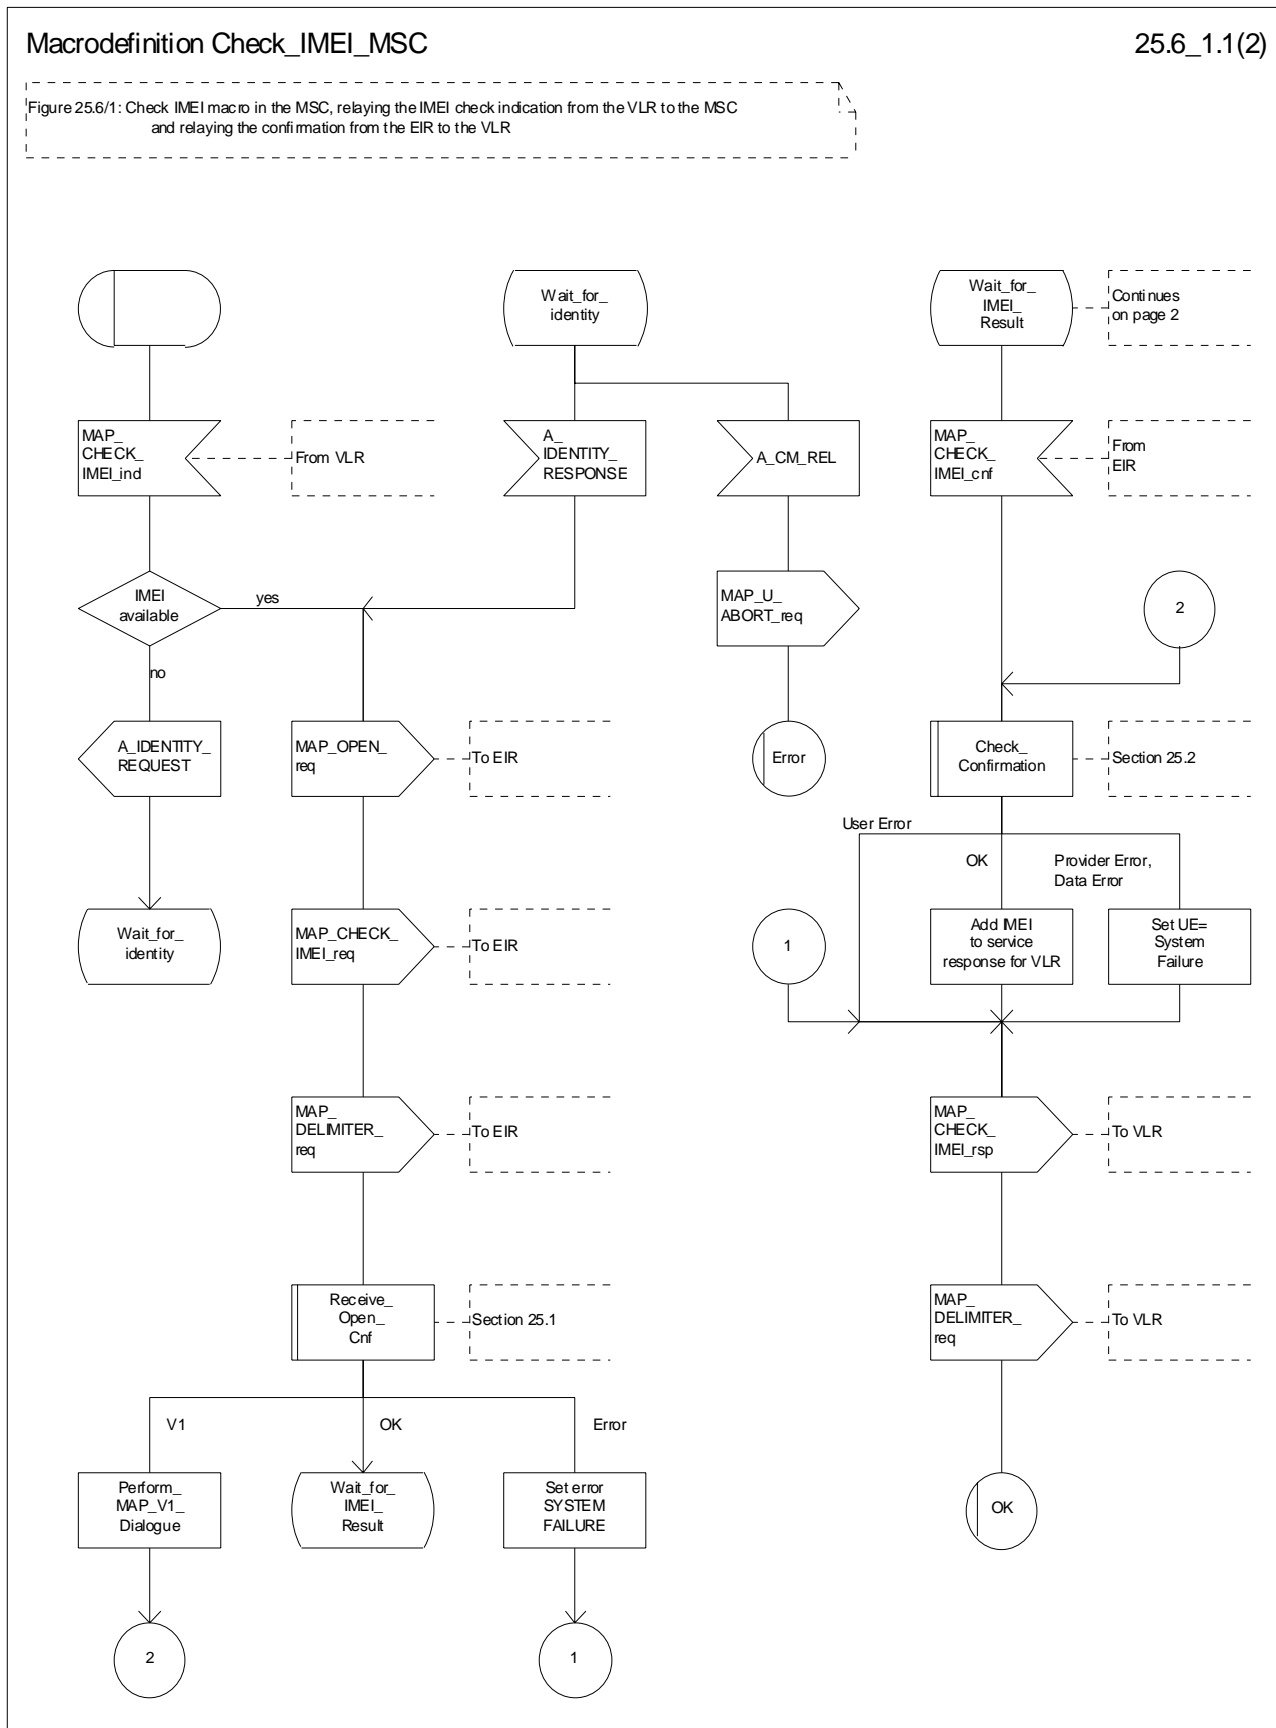 Macrodefinition Check_IMEI_MSC
25.6_1.1(2)
Figure 25.6/1: Check IMEI macro in the MSC, relaying the IMEI check indication from the VLR to the MSC
and relaying the confirmation from the EIR to the VLR
Wait_for_
identity
Wait_for_
IMEI_
Result
Continues
on page 2
MAP_
CHECK_
IMEI_ind
From VLR
A_
IDENTITY_
RESPONSE
A_CM_REL
MAP_
CHECK_
IMEI_cnf
From
EIR
IMEI
available
yes
no
MAP_U_
ABORT_req
2
A_IDENTITY_
REQUEST
MAP_OPEN_
req
To EIR
Error
Check_
Confirmation
Section 25.2
User Error
OK
Provider Error,
Data Error
Wait_for_
identity
MAP_CHECK_
IMEI_req
To EIR
1
Add IMEI
to service
response for VLR
Set UE=
System
Failure
MAP_
DELIMITER_
req
To EIR
MAP_
CHECK_
IMEI_rsp
To VLR
Receive_
Open_
Cnf
Section 25.1
MAP_
DELIMITER_
req
To VLR
V1
OK
Error
Perform_
MAP_V1_
Dialogue
Wait_for_
IMEI_
Result
Set error
SYSTEM
FAILURE
OK
2
1